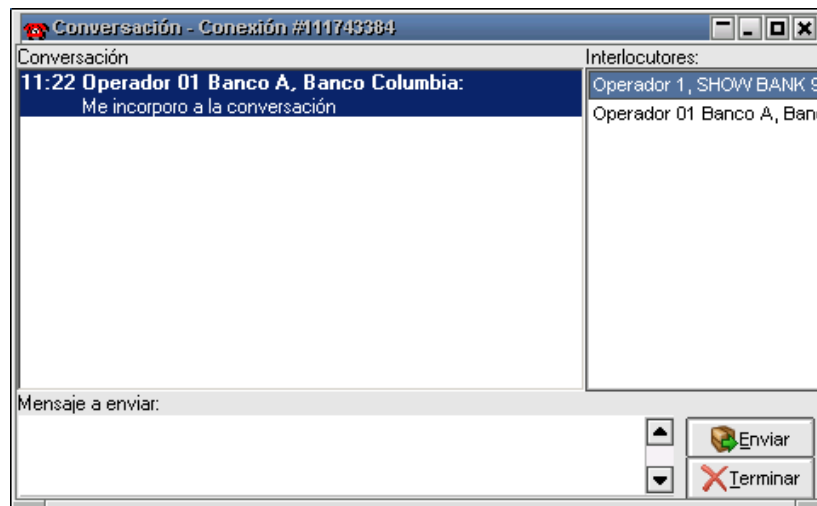 Conversación - Conexión #111743384
Conversación
Interlocutores:
11:22 Operador 01 Banco A, Banco Columbia:
Me incorporo a la conversación
Operador 1, SHOW BANK
Operador 01 Banco A,
Mensaje a enviar:
Enviar
Terminar